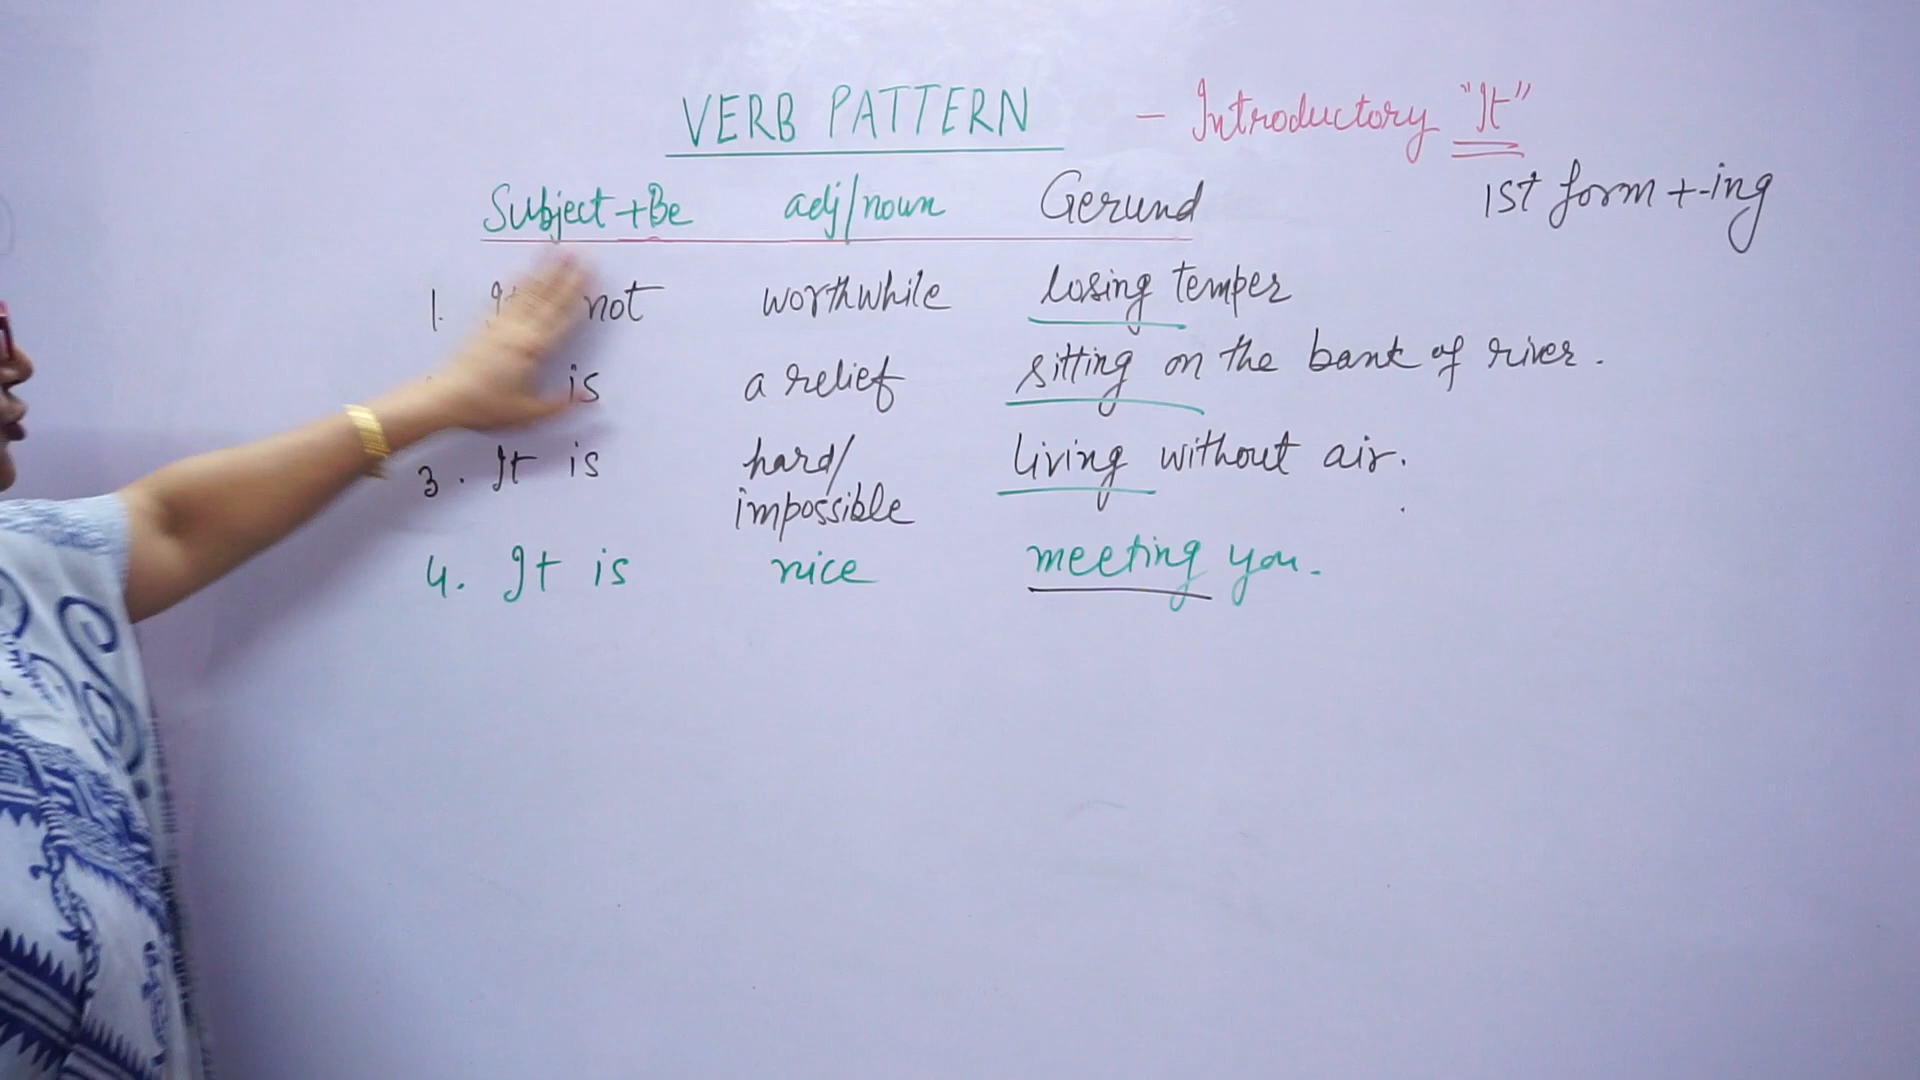 VERB PATTERN - Introductory "It"
Subject + Be adj/noun Gerund 1st form + -ing
1. not worthwhile losing temper
is a relief sitting on the bank of river.
3. It is hard/ living without air.
impossible
4. It is nice meeting you.